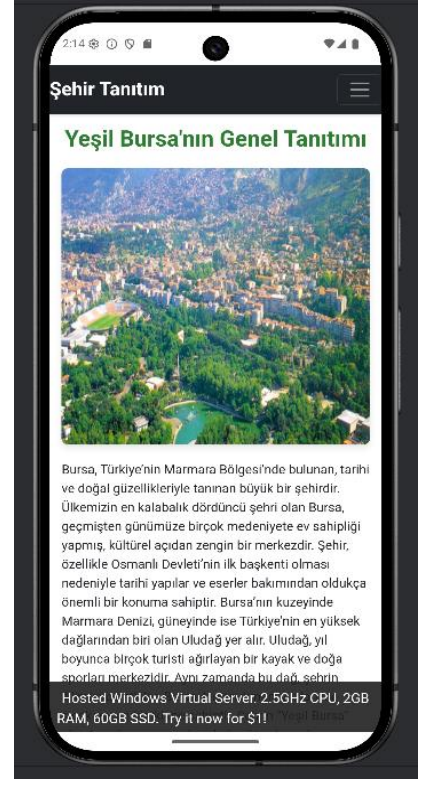 2:14
Şehir Tanıtım
Yeşil Bursa'nın Genel Tanıtımı
Bursa, Türkiye'nin Marmara Bölgesi'nde bulunan, tarihi
ve doğal güzellikleriyle tanınan büyük bir şehirdir.
Ülkemizin en kalabalık dördüncü şehri olan Bursa,
geçmişten günümüze birçok medeniyete ev sahipliği
yapmış, kültürel açıdan zengin bir merkezdir. Şehir,
özellikle Osmanlı Devleti'nin ilk başkenti olması
nedeniyle tarihi yapılar ve eserler bakımından oldukça
önemli bir konuma sahiptir. Bursa'nın kuzeyinde
Marmara Denizi, güneyinde ise Türkiye'nin en yüksek
dağlarından biri olan Uludağ yer alır. Uludağ, yıl
boyunca birçok turisti ağırlayan bir kayak ve doğa
sporları merkezidir. Aynı zamanda bu dağ, şehrin
Hosted Windows Virtual Server. 2.5GHz CPU, 2GB
RAM, 60GB SSD. Try it now for $1!
"Yeşil Bursa"